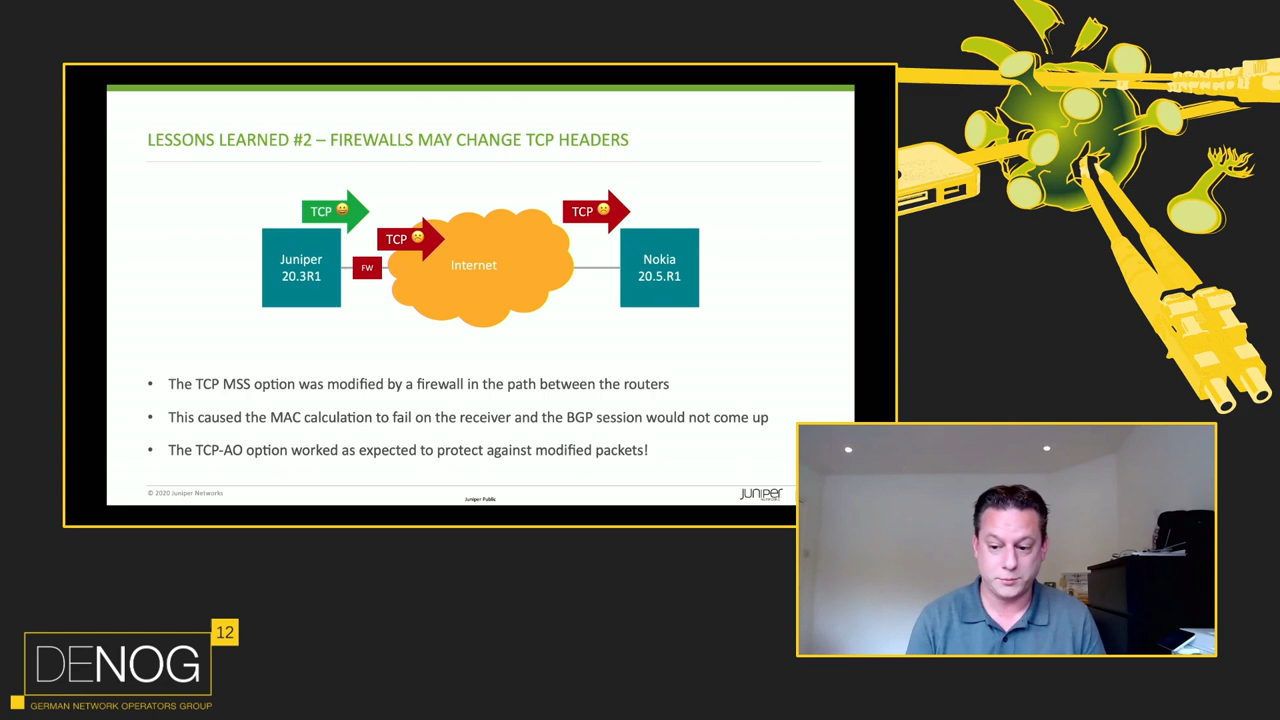 LESSONS LEARNED #2 – FIREWALLS MAY CHANGE TCP HEADERS
TCP
TCP
TCP
Juniper
20.3R1
FW
Internet
Nokia
20.5.R1
• The TCP MSS option was modified by a firewall in the path between the routers
• This caused the MAC calculation to fail on the receiver and the BGP session would not come up
• The TCP-AO option worked as expected to protect against modified packets!
© 2020 Juniper Networks
Juniper Public
JUNIPER
NETWORKS
12
DENOG
GERMAN NETWORK OPERATORS GROUP